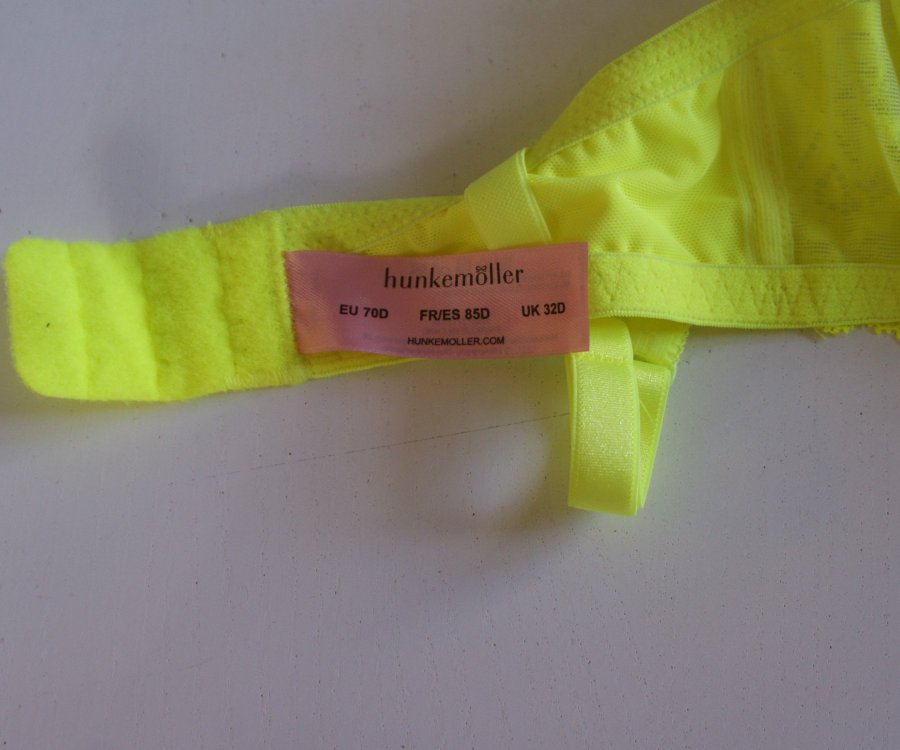 hunkemöller
EU 70D FR/ES 85D UK 32D
HUNKEMOLLER.COM